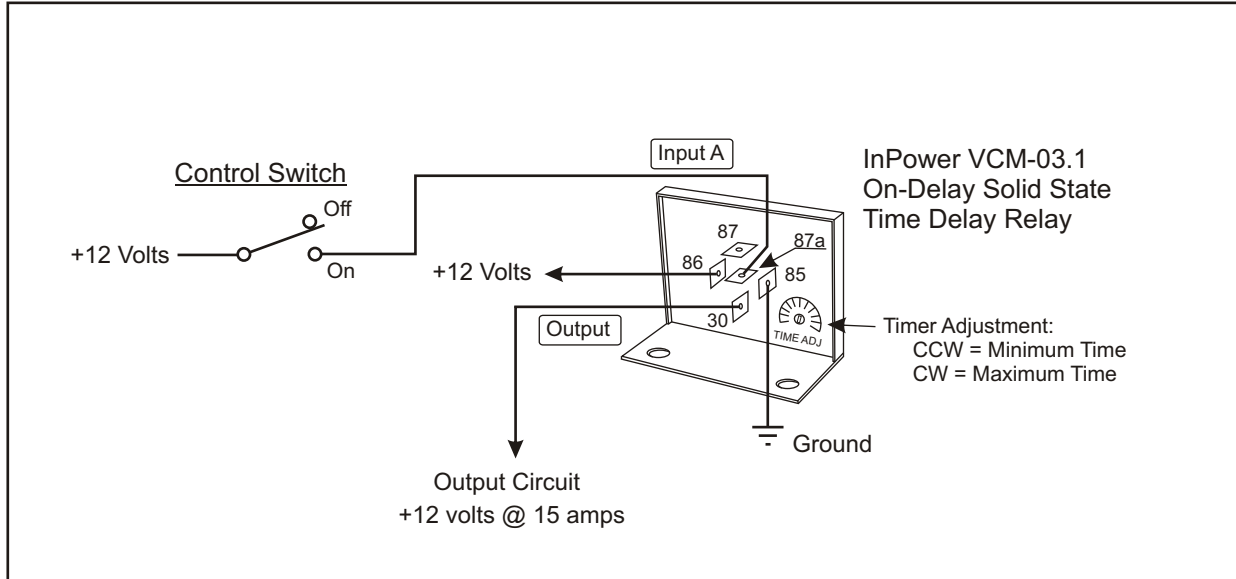 Control Switch
Off
On
+12 Volts
Input A
InPower VCM-03.1
On-Delay Solid State
Time Delay Relay
87
87a
86
85
30
+12 Volts
Output
TIME ADJ
Timer Adjustment:
CCW = Minimum Time
CW = Maximum Time
Ground
Output Circuit
+12 volts @ 15 amps